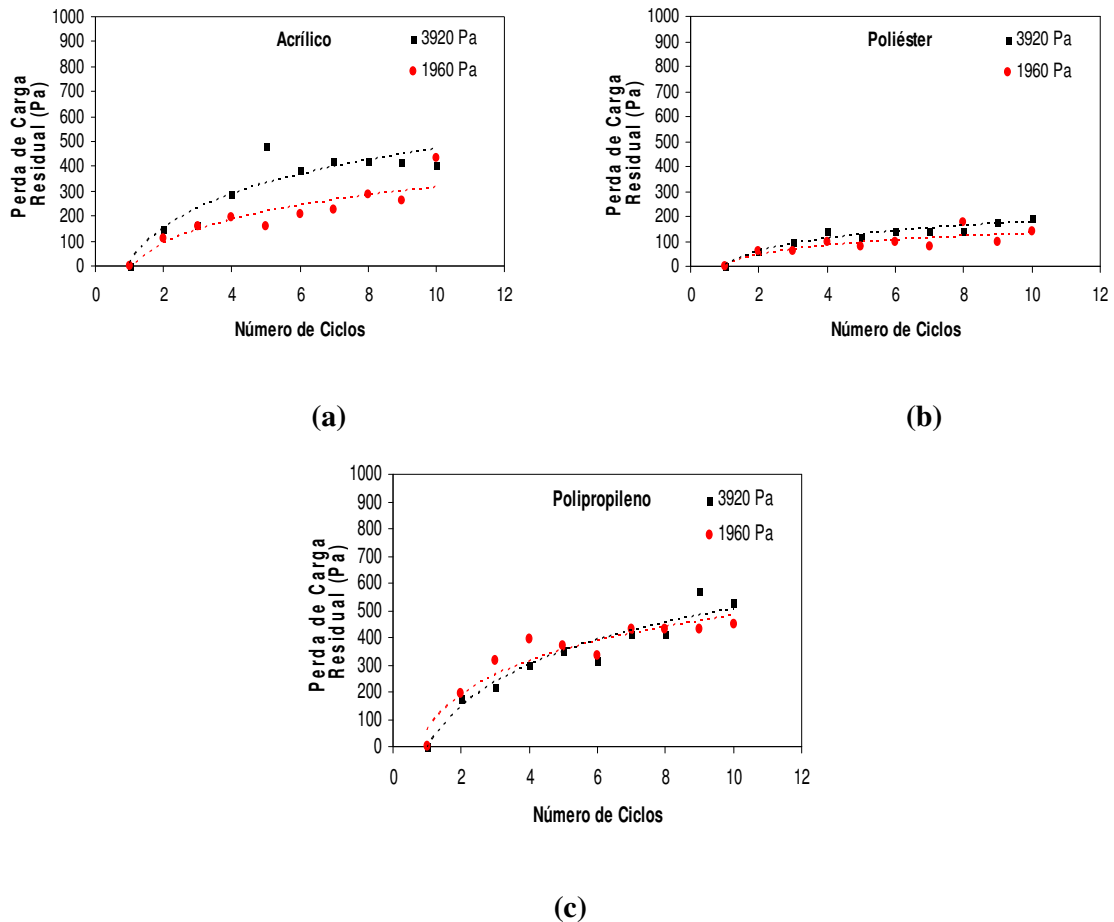 1000
900
800
700
600
500
400
300
200
100
0
Acrílico
3920 Pa
1960 Pa
Perda de Carga
Residual (Pa)
0 2 4 6 8 10 12
Número de Ciclos
(a)
1000
900
800
700
600
500
400
300
200
100
0
Poliéster
3920 Pa
1960 Pa
Perda de Carga
Residual (Pa)
0 2 4 6 8 10 12
Número de Ciclos
(b)
1000
900
800
700
600
500
400
300
200
100
0
Polipropileno
3920 Pa
1960 Pa
Perda de Carga
Residual (Pa)
0 2 4 6 8 10 12
Número de Ciclos
(c)